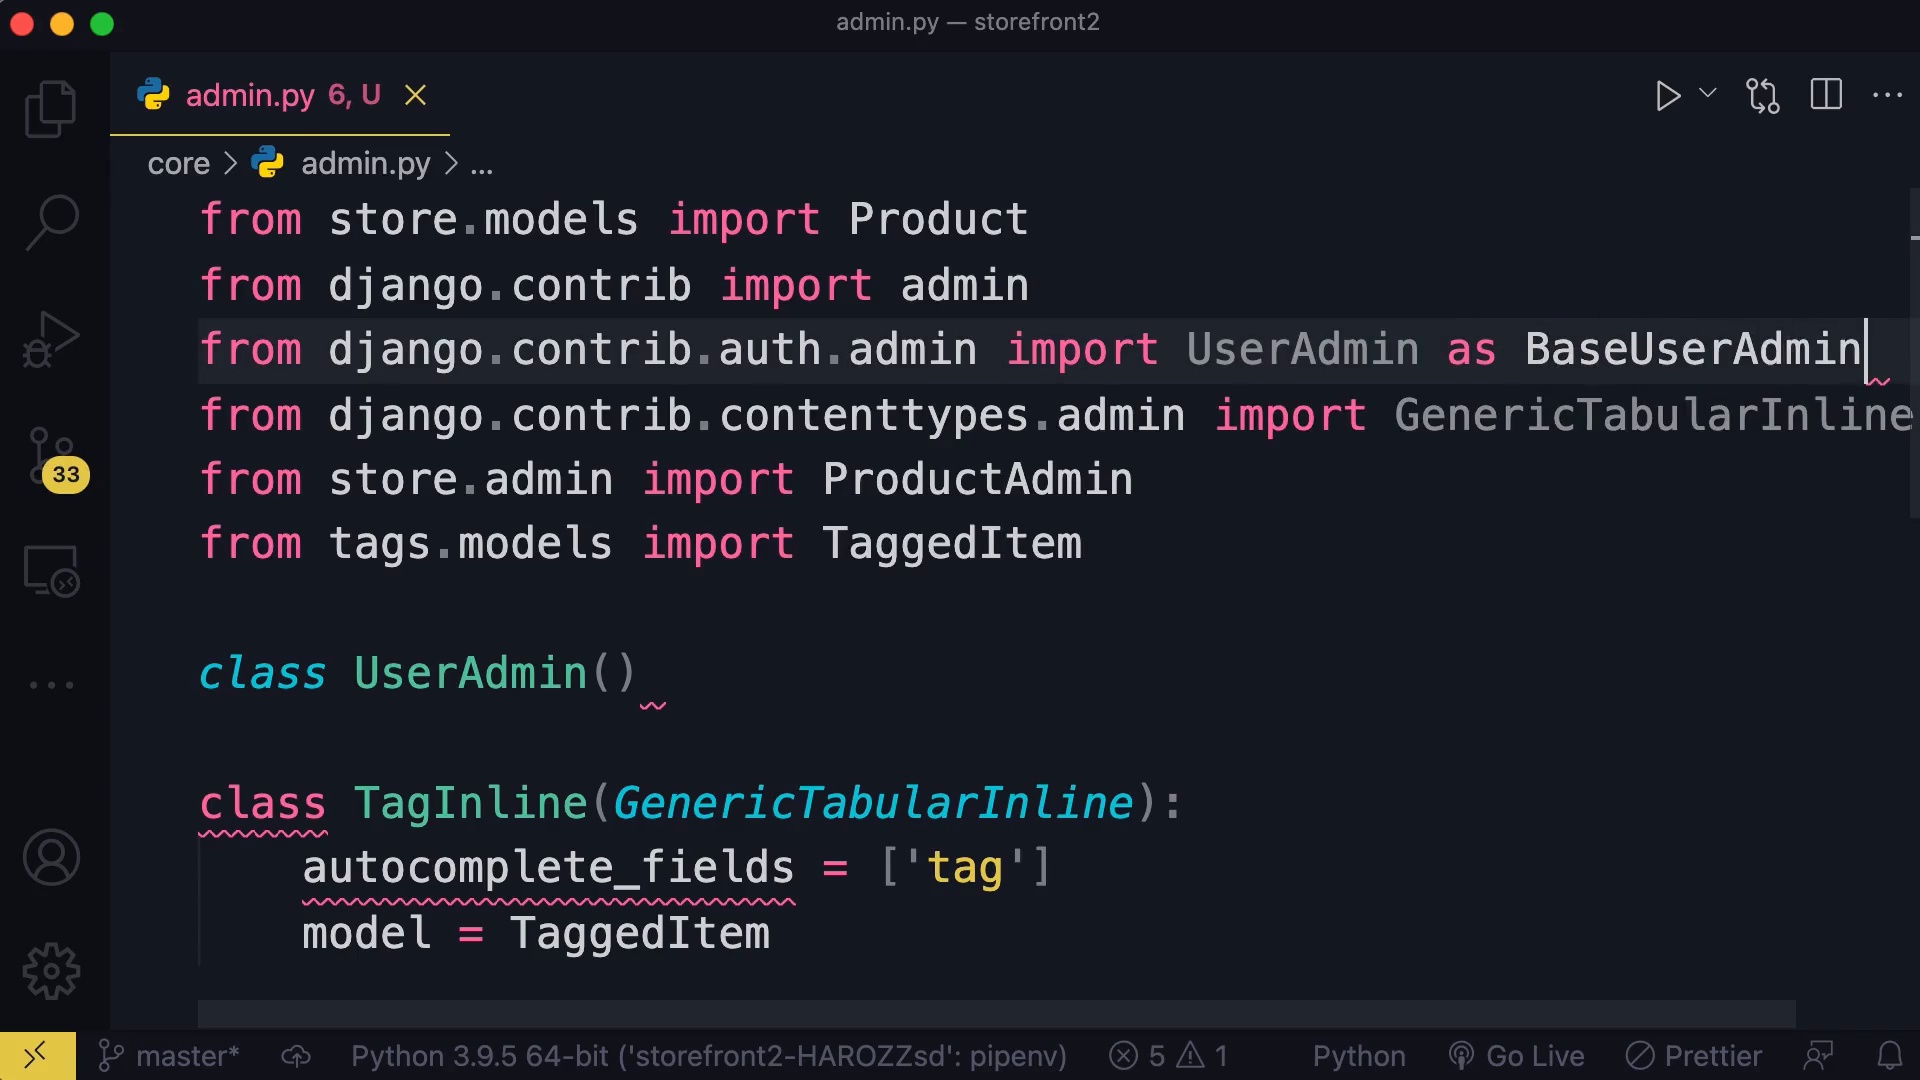 admin.py — storefront2
admin.py 6, U
core > admin.py > ...
from store.models import Product
from django.contrib import admin
from django.contrib.auth.admin import UserAdmin as BaseUserAdmin
from django.contrib.contenttypes.admin import GenericTabularInline
from store.admin import ProductAdmin
from tags.models import TaggedItem
class UserAdmin()
class TagInline(GenericTabularInline):
autocomplete_fields = ['tag']
model = TaggedItem
33
master* Python 3.9.5 64-bit ('storefront2-HAROZZsd': pipenv) 5 1 Python Go Live Prettier